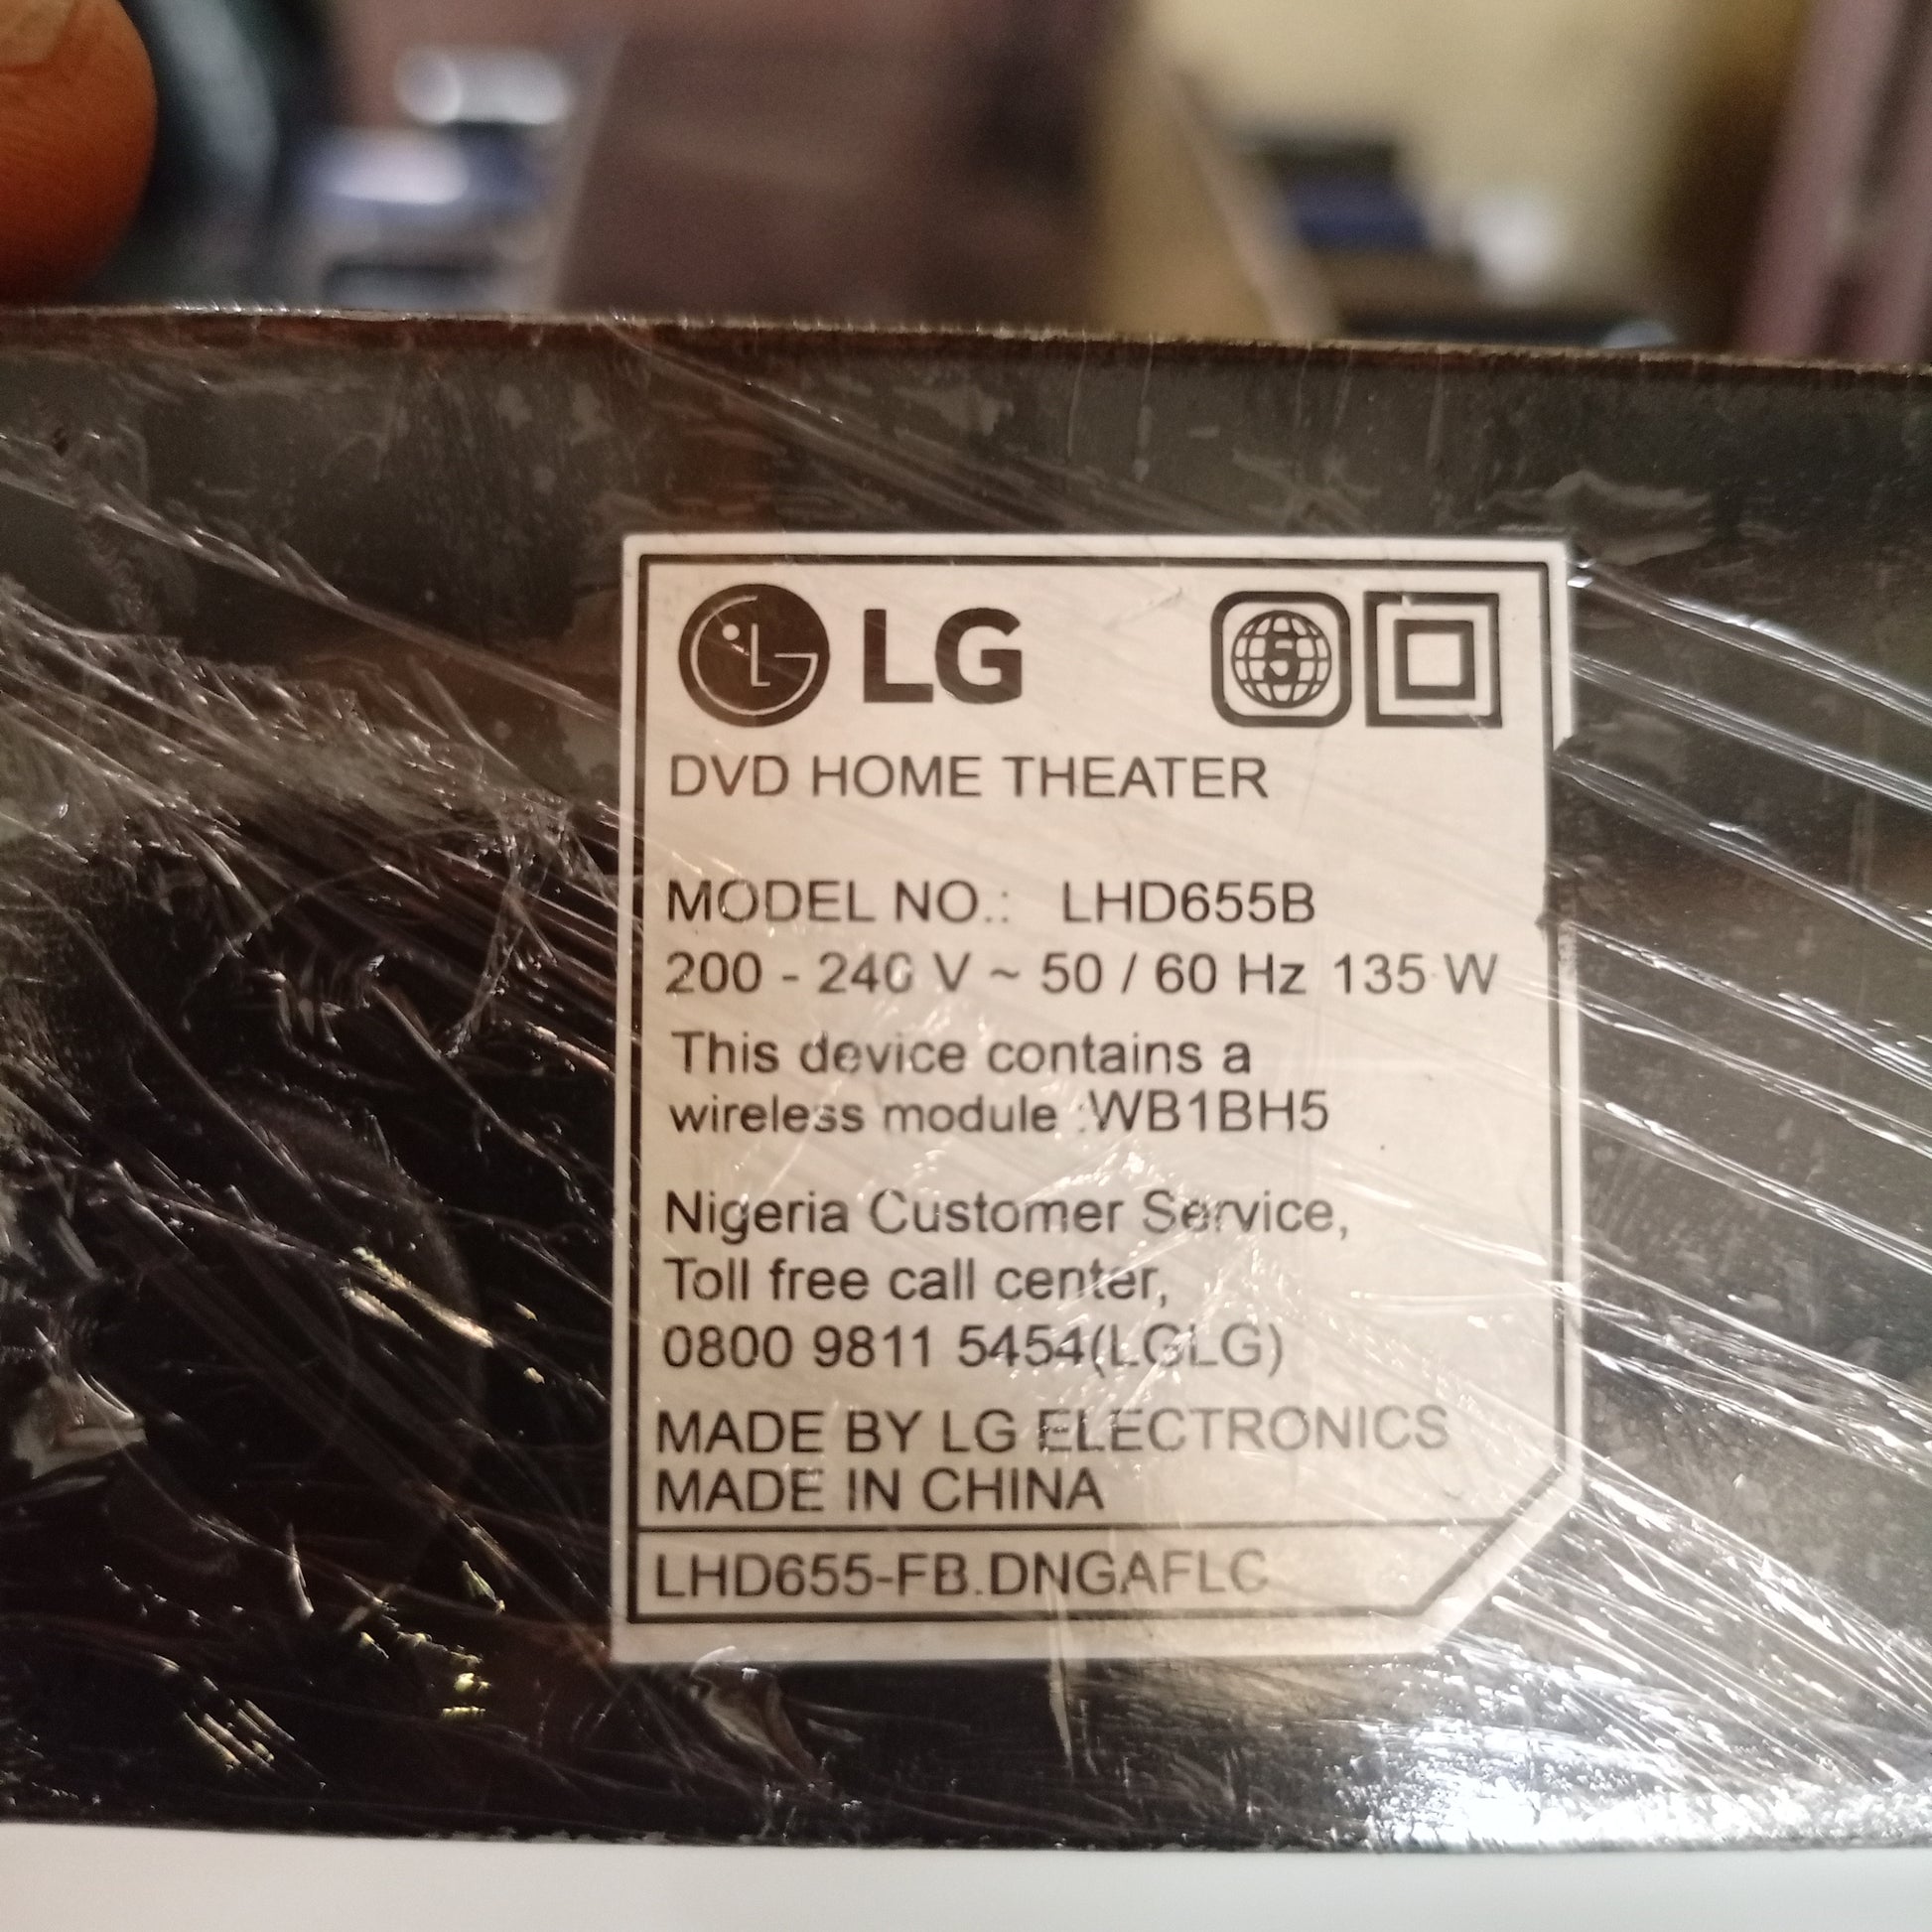 LG
5
DVD HOME THEATER
MODEL NO.: LHD655B
200 - 240 V ~ 50 / 60 Hz 135 W
This device contains a
wireless module :WB1BH5
Nigeria Customer Service,
Toll free call center,
0800 9811 5454(LGLG)
MADE BY LG ELECTRONICS
MADE IN CHINA
LHD655-FB.DNGAFLC